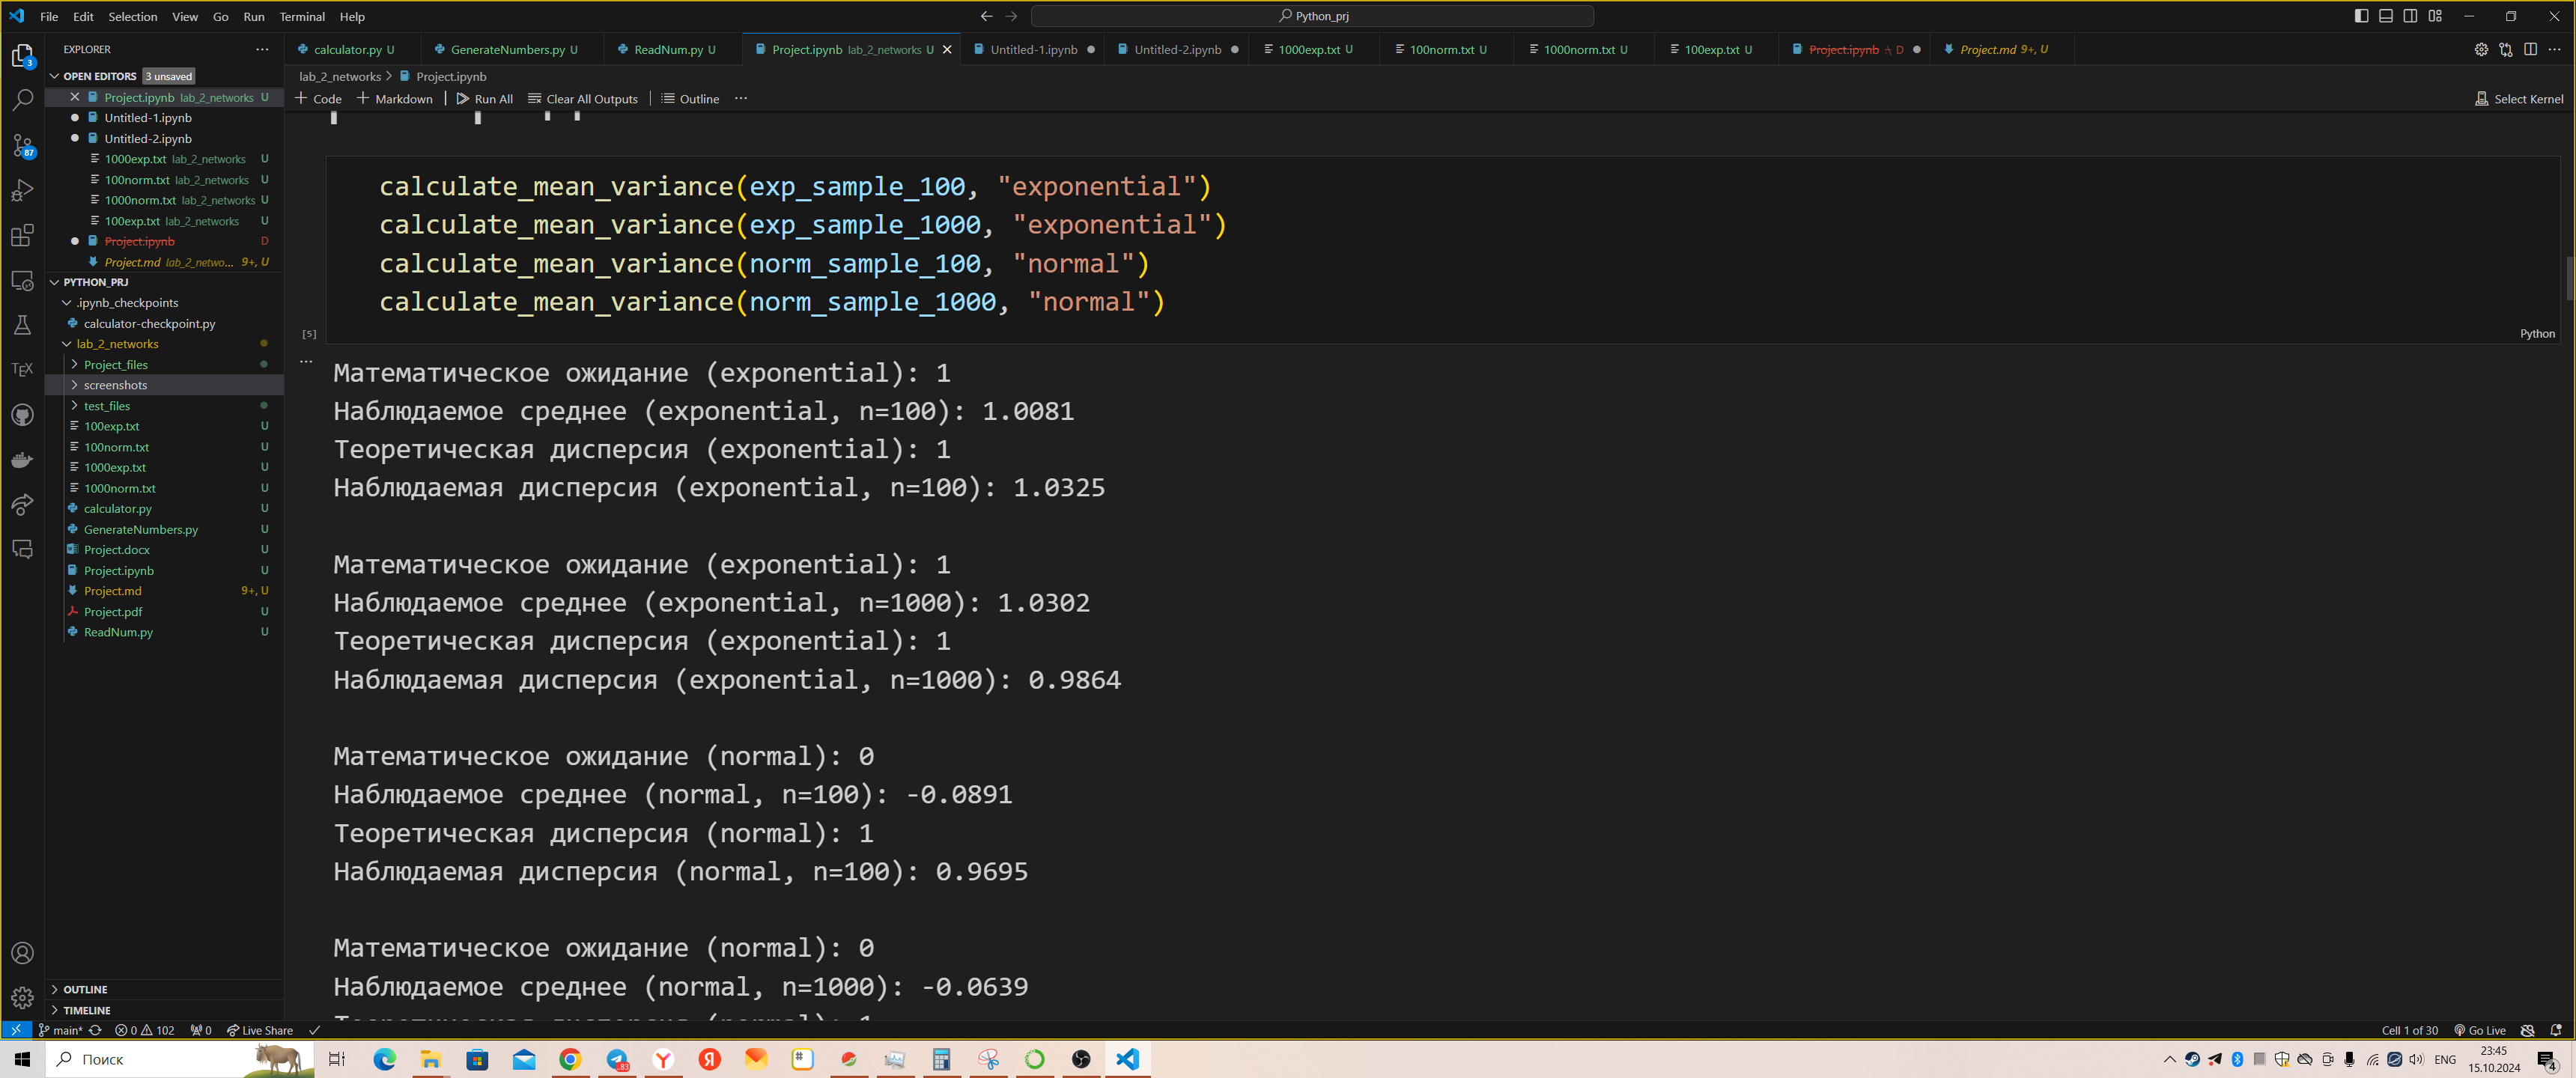 File Edit Selection View Go Run Terminal Help
Python_prj
EXPLORER
calculator.py U
GenerateNumbers.py U
ReadNum.py U
Project.ipynb lab_2_networks U
Untitled-1.ipynb
Untitled-2.ipynb
1000exp.txt U
100norm.txt U
1000norm.txt U
100exp.txt U
Project.ipynb D
Project.md 9+, U
OPEN EDITORS 3 unsaved
Project.ipynb lab_2_networks U
Untitled-1.ipynb
Untitled-2.ipynb
1000exp.txt lab_2_networks U
100norm.txt lab_2_networks U
1000norm.txt lab_2_networks U
100exp.txt lab_2_networks U
Project.ipynb D
Project.md lab_2_netwo... 9+, U
PYTHON_PRJ
.ipynb_checkpoints
calculator-checkpoint.py
lab_2_networks
Project_files
screenshots
test_files
100exp.txt U
100norm.txt U
1000exp.txt U
1000norm.txt U
calculator.py U
GenerateNumbers.py U
Project.docx U
Project.ipynb U
Project.md 9+, U
Project.pdf U
ReadNum.py U
OUTLINE
TIMELINE
lab_2_networks > Project.ipynb
+ Code + Markdown Run All Clear All Outputs Outline ...
Select Kernel
calculate_mean_variance(exp_sample_100, "exponential")
calculate_mean_variance(exp_sample_1000, "exponential")
calculate_mean_variance(norm_sample_100, "normal")
calculate_mean_variance(norm_sample_1000, "normal")
[5]
Python
Математическое ожидание (exponential): 1
Наблюдаемое среднее (exponential, n=100): 1.0081
Теоретическая дисперсия (exponential): 1
Наблюдаемая дисперсия (exponential, n=100): 1.0325
Математическое ожидание (exponential): 1
Наблюдаемое среднее (exponential, n=1000): 1.0302
Теоретическая дисперсия (exponential): 1
Наблюдаемая дисперсия (exponential, n=1000): 0.9864
Математическое ожидание (normal): 0
Наблюдаемое среднее (normal, n=100): -0.0891
Теоретическая дисперсия (normal): 1
Наблюдаемая дисперсия (normal, n=100): 0.9695
Математическое ожидание (normal): 0
Наблюдаемое среднее (normal, n=1000): -0.0639
Теоретическая дисперсия (normal): 1
main* 0 102 0 Live Share
Cell 1 of 30 Go Live
Поиск
ENG
23:45
15.10.2024